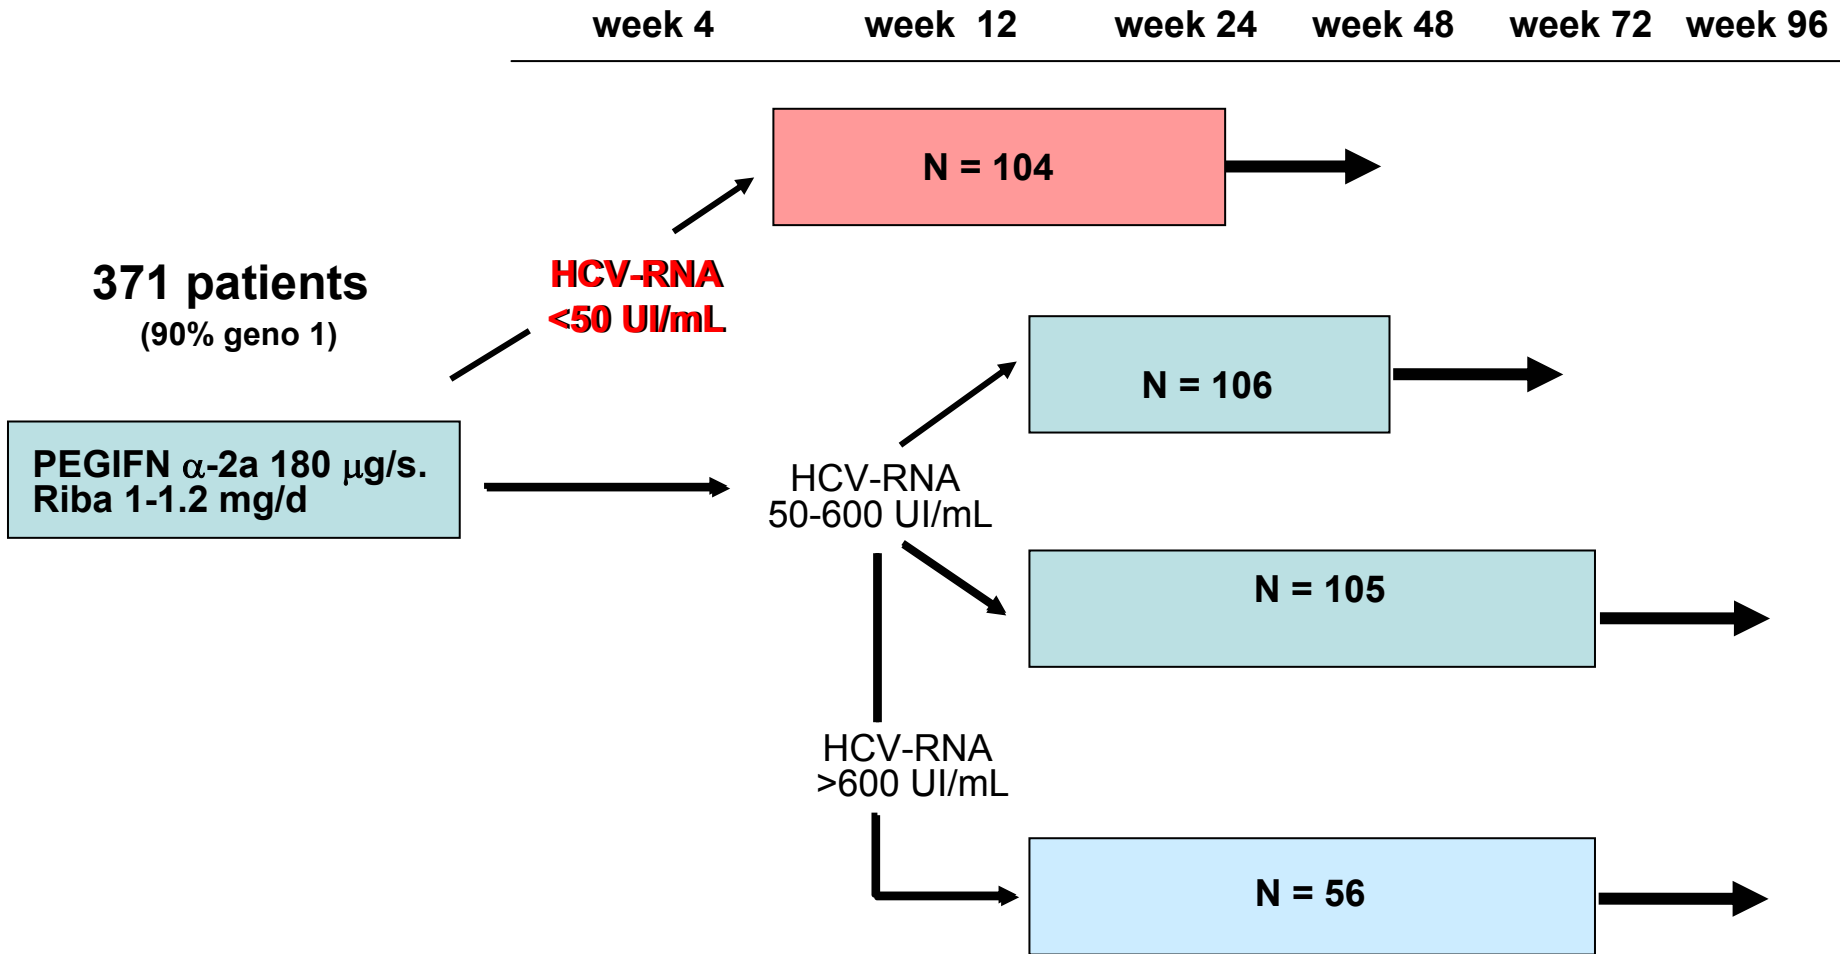 week 4 week 12 week 24 week 48 week 72 week 96
N = 104
HCV-RNA
<50 UI/mL
371 patients
(90% geno 1)
N = 106
PEGIFN α-2a 180 μg/s.
Riba 1-1.2 mg/d
HCV-RNA
50-600 UI/mL
N = 105
HCV-RNA
>600 UI/mL
N = 56